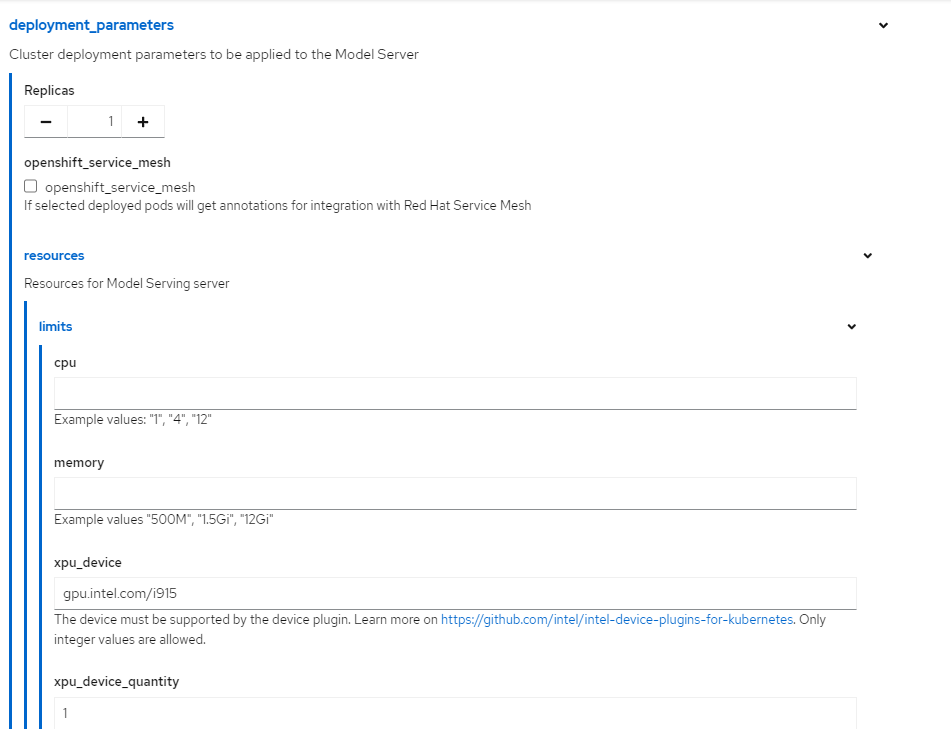 deployment_parameters
Cluster deployment parameters to be applied to the Model Server
Replicas
1
openshift_service_mesh
openshift_service_mesh
If selected deployed pods will get annotations for integration with Red Hat Service Mesh
resources
Resources for Model Serving server
limits
cpu
Example values: "1", "4", "12"
memory
Example values "500M", "1.5Gi", "12Gi"
xpu_device
gpu.intel.com/i915
The device must be supported by the device plugin. Learn more on https://github.com/intel/intel-device-plugins-for-kubernetes. Only
integer values are allowed.
xpu_device_quantity
1